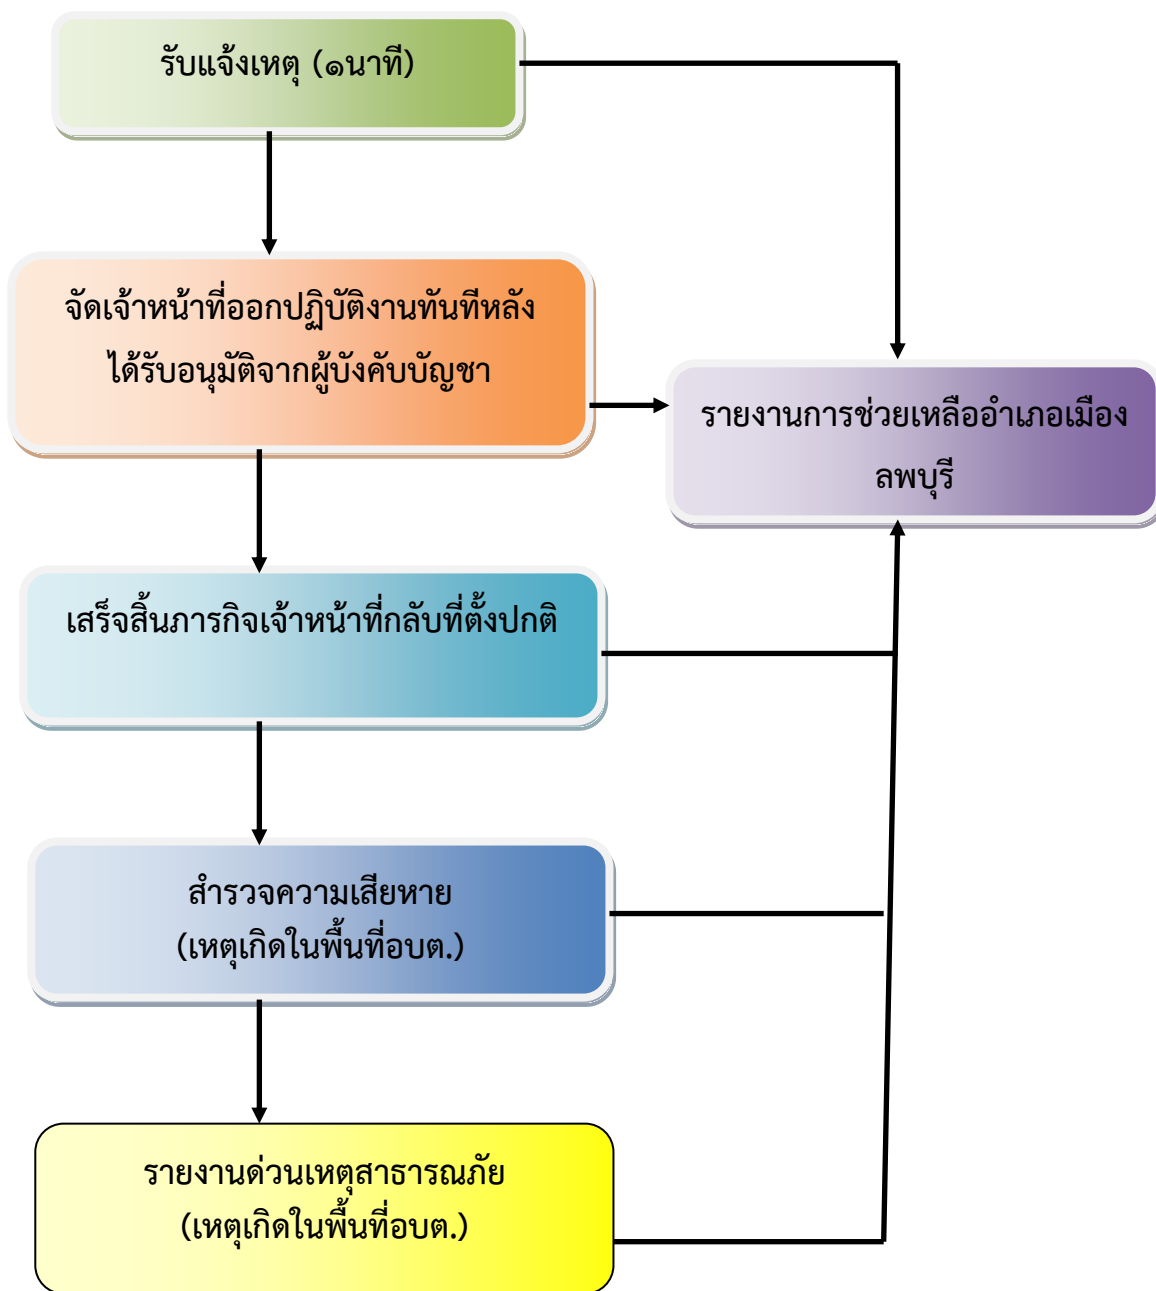 รับแจ้งเหตุ (๑นาที)
จัดเจ้าหน้าที่ออกปฏิบัติงานทันทีหลัง
ได้รับอนุมัติจากผู้บังคับบัญชา
รายงานการช่วยเหลืออำเภอเมือง
ลพบุรี
เสร็จสิ้นภารกิจเจ้าหน้าที่กลับที่ตั้งปกติ
สำรวจความเสียหาย
(เหตุเกิดในพื้นที่อบต.)
รายงานด่วนเหตุสาธารณภัย
(เหตุเกิดในพื้นที่อบต.)